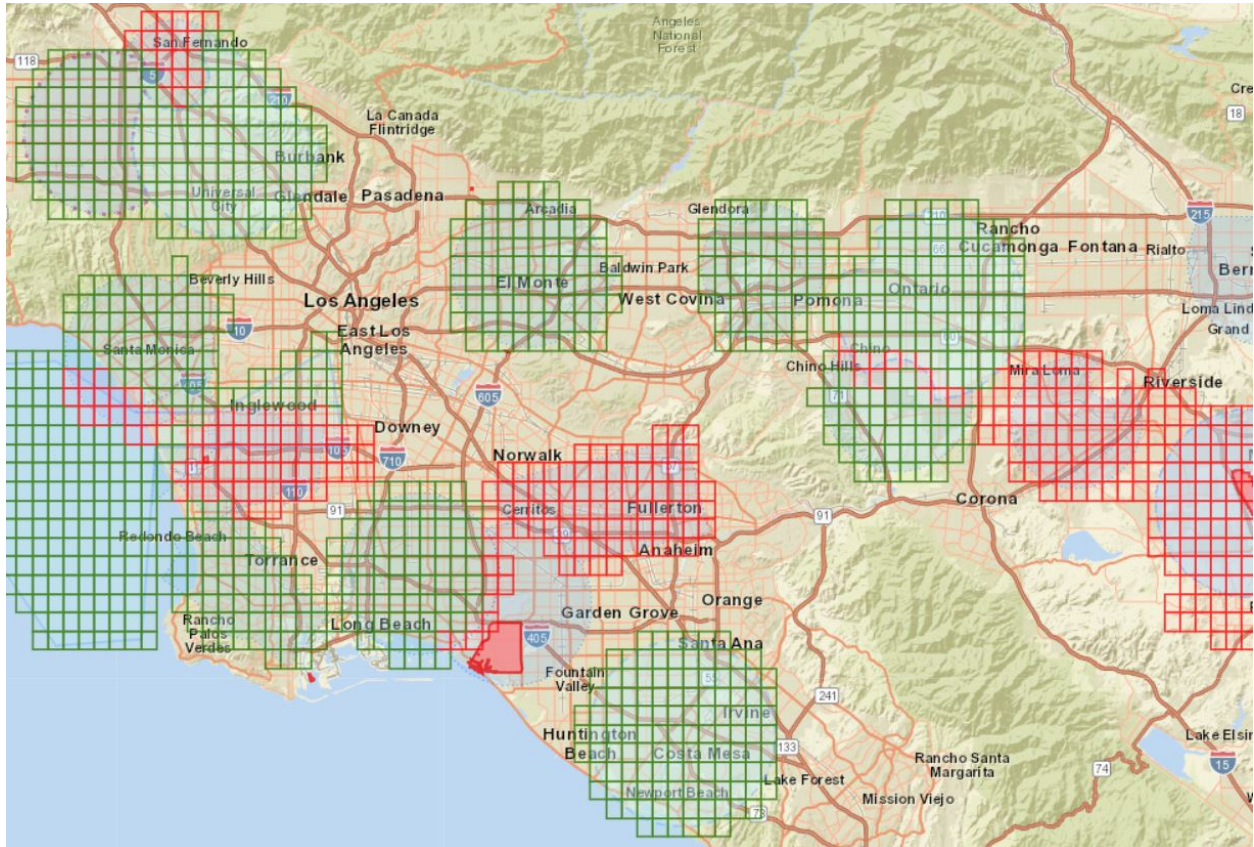 Angeles
National
Forest
San Fernando
118
5
210
Cre
18
La Canada
Flintridge
Burbank
Universal
City
Glendale
Pasadena
Arcadia
Glendora
210
215
Rancho
Cucamonga
Fontana
Rialto
66
S
Bern
Beverly Hills
Baldwin Park
El Monte
West Covina
Pomona
Ontario
Los Angeles
Loma Lind
Grand
10
East Los
Angeles
60
Santa Monica
Chino
Chino Hills
Mira Loma
Riverside
405
605
71
Inglewood
Downey
105
710
Norwalk
57
110
91
Cerritos
Fullerton
91
Corona
Redondo Beach
Anaheim
Torrance
Garden Grove
Orange
Rancho
Palos
Verdes
Long Beach
405
Santa Ana
Fountain
Valley
55
241
Irvine
Huntington
Beach
Costa Mesa
133
Lake Elsin
Rancho Santa
Margarita
74
15
Lake Forest
Newport Beach
Mission Viejo
73